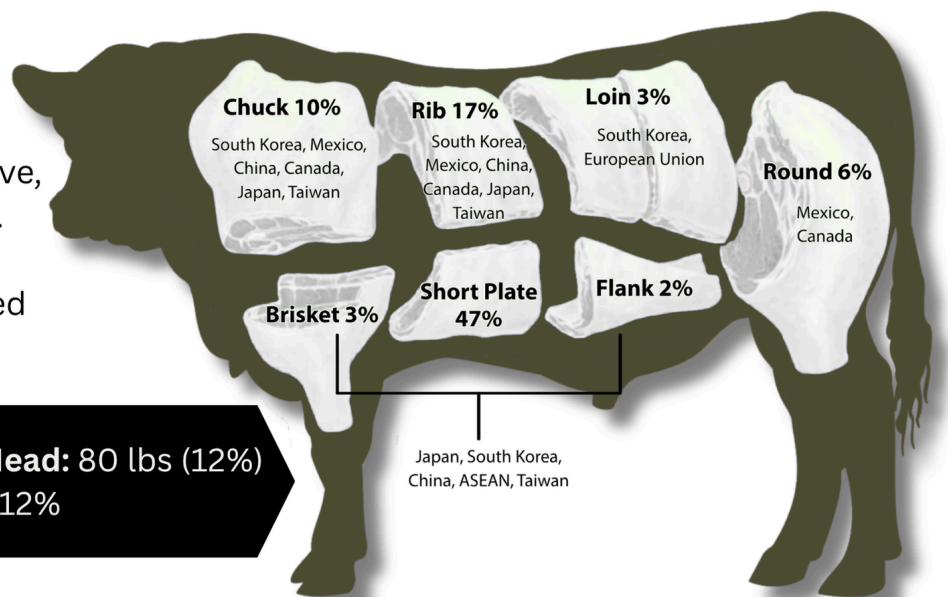 ve,
ed
Head: 80 lbs (12%)
12%
Chuck 10%
South Korea, Mexico,
China, Canada,
Japan, Taiwan
Rib 17%
South Korea,
Mexico, China,
Canada, Japan,
Taiwan
Loin 3%
South Korea,
European Union
Round 6%
Mexico,
Canada
Brisket 3%
Short Plate
47%
Flank 2%
Japan, South Korea,
China, ASEAN, Taiwan